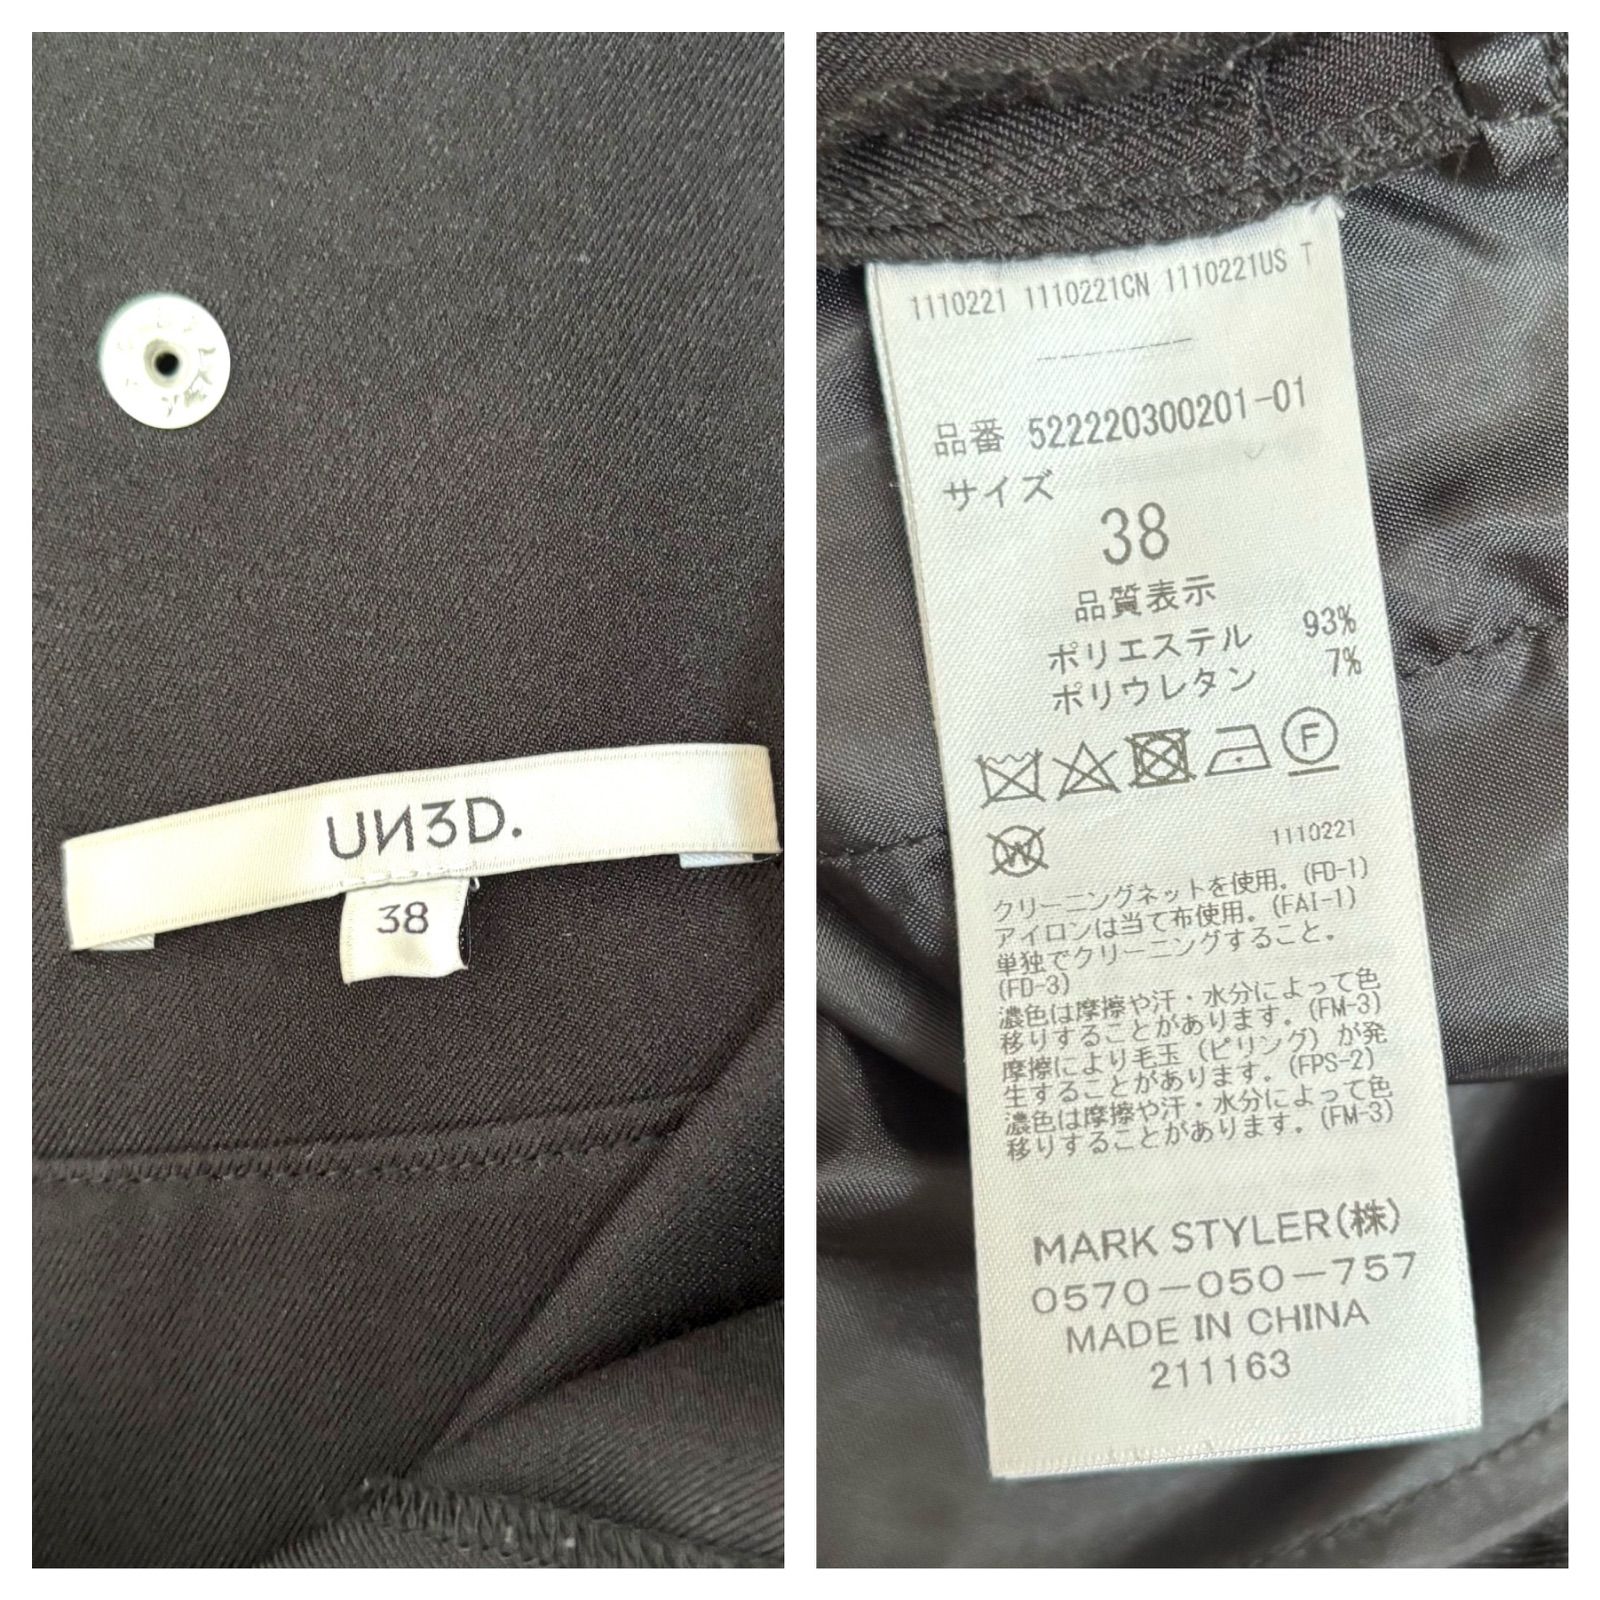 UN3D.
38
1110221 1110221CN 1110221US T
-------
品番 522220300201-01
サイズ
38
品質表示
ポリエステル 93%
ポリウレタン 7%
F
W
1110221
クリーニングネットを使用。(FD-1)
アイロンは当て布使用。(FAI-1)
単独でクリーニングすること。
(FD-3)
濃色は摩擦や汗・水分によって色
移りすることがあります。(FM-3)
摩擦により毛玉(ピリング)が発
生することがあります。(FPS-2)
濃色は摩擦や汗・水分によって色
移りすることがあります。(FM-3)
MARK STYLER(株)
0570-050-757
MADE IN CHINA
211163